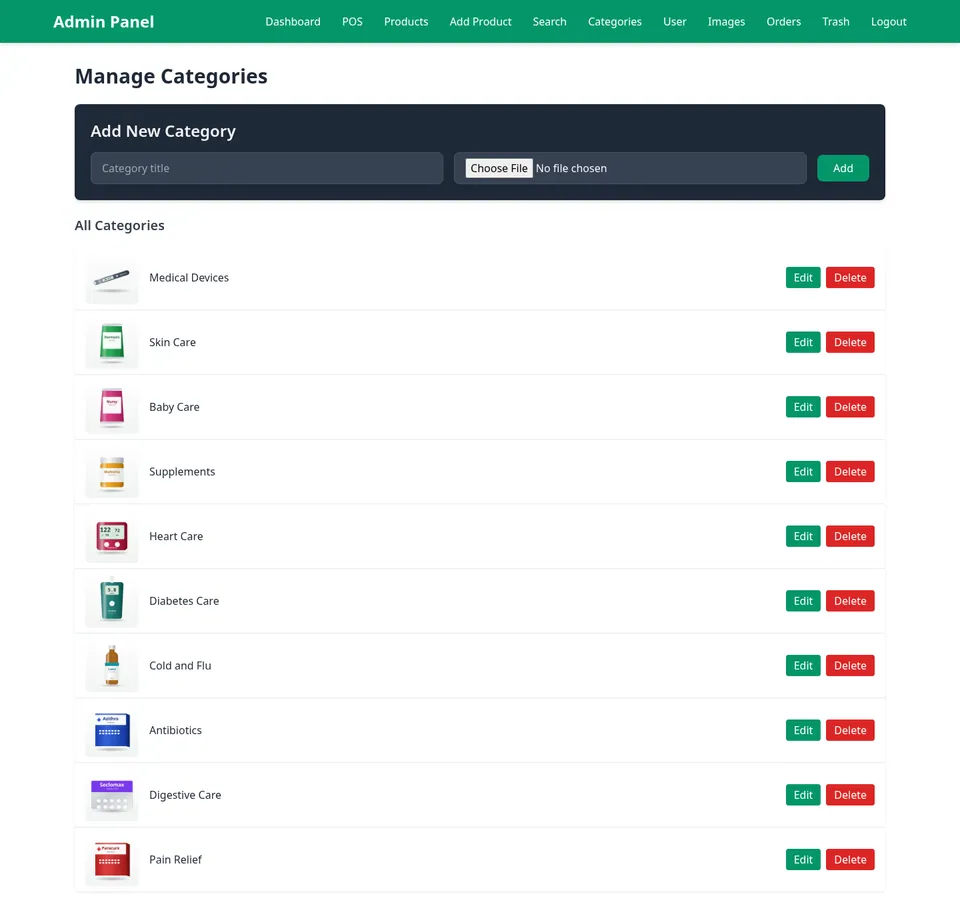 Admin Panel Dashboard POS Products Add Product Search Categories User Images Orders Trash Logout
Manage Categories
Add New Category
Category title Choose File No file chosen Add
All Categories
Medical Devices Edit Delete
Skin Care Edit Delete
Baby Care Edit Delete
Supplements Edit Delete
122 72
Heart Care Edit Delete
Diabetes Care Edit Delete
Cold and Flu Edit Delete
Antibiotics Edit Delete
Seclomax
Digestive Care Edit Delete
Pain Relief Edit Delete